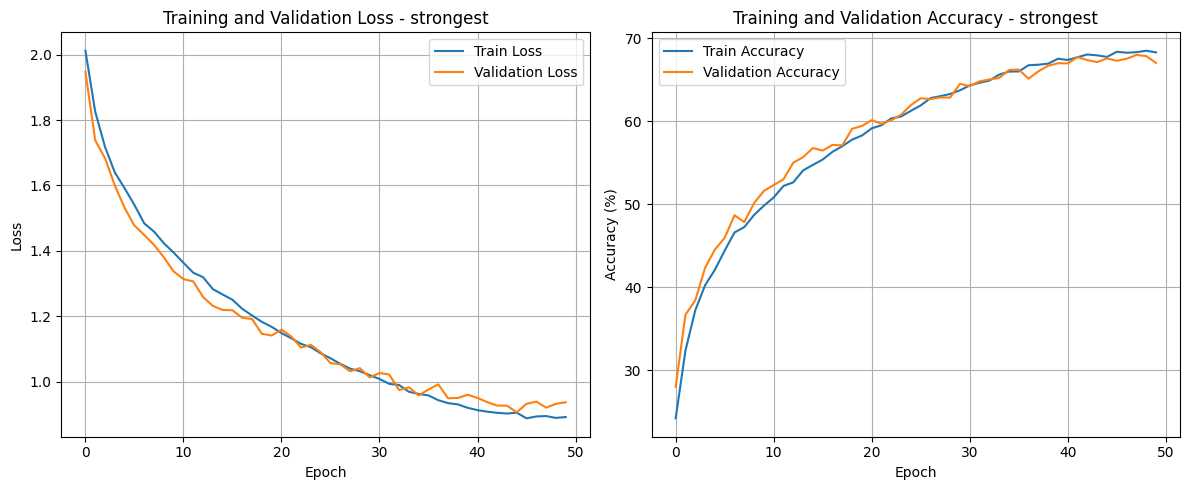 Training and Validation Loss - strongest
Train Loss
Validation Loss
2.0
1.8
1.6
1.4
1.2
1.0
Loss
0
10
20
30
40
50
Epoch
Training and Validation Accuracy - strongest
Train Accuracy
Validation Accuracy
70
60
50
40
30
Accuracy (%)
0
10
20
30
40
50
Epoch